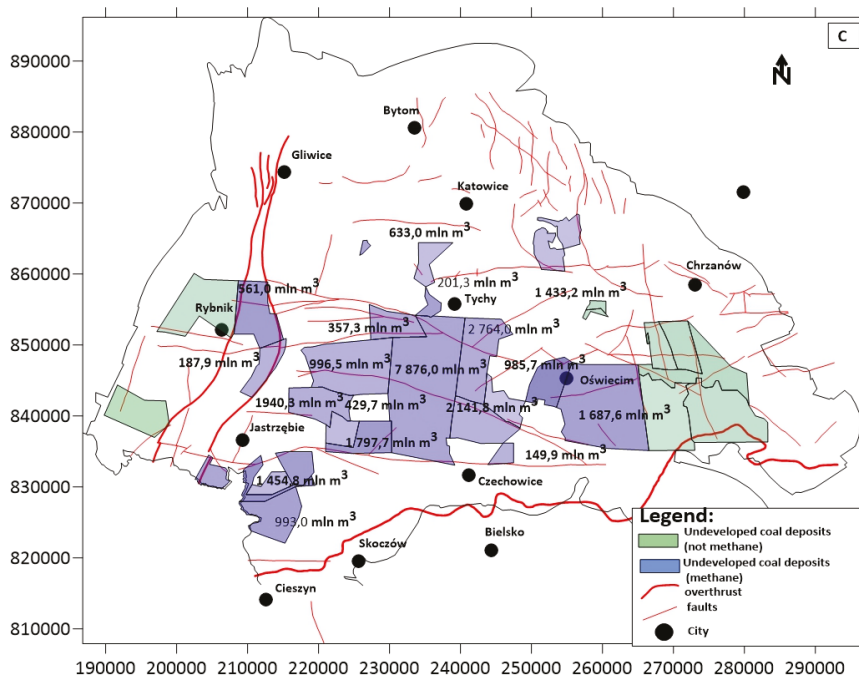 C
N
890000
880000
870000
860000
850000
840000
830000
820000
810000
Bytom
Gliwice
Katowice
633,0 mln m³
Chrzanów
561,0 mln m³
201,3 mln m³
1 433,2 mln m³
Tychy
Rybnik
357,3 mln m³
2 764,0 mln m³
187,9 mln m³
996,5 mln m³
7 876,0 mln m³
985,7 mln m³
Oświecim
1940,3 mln m³
429,7 mln m³
2 141,8 mln m³
1 687,6 mln m³
Jastrzębie
1 797,7 mln m³
149,9 mln m³
1 454,8 mln m³
Czechowice
993,0 mln m³
Skoczów
Bielsko
Cieszyn
Legend:
Undeveloped coal deposits
(not methane)
Undeveloped coal deposits
(methane)
overthrust
faults
City
190000 200000 210000 220000 230000 240000 250000 260000 270000 280000 290000